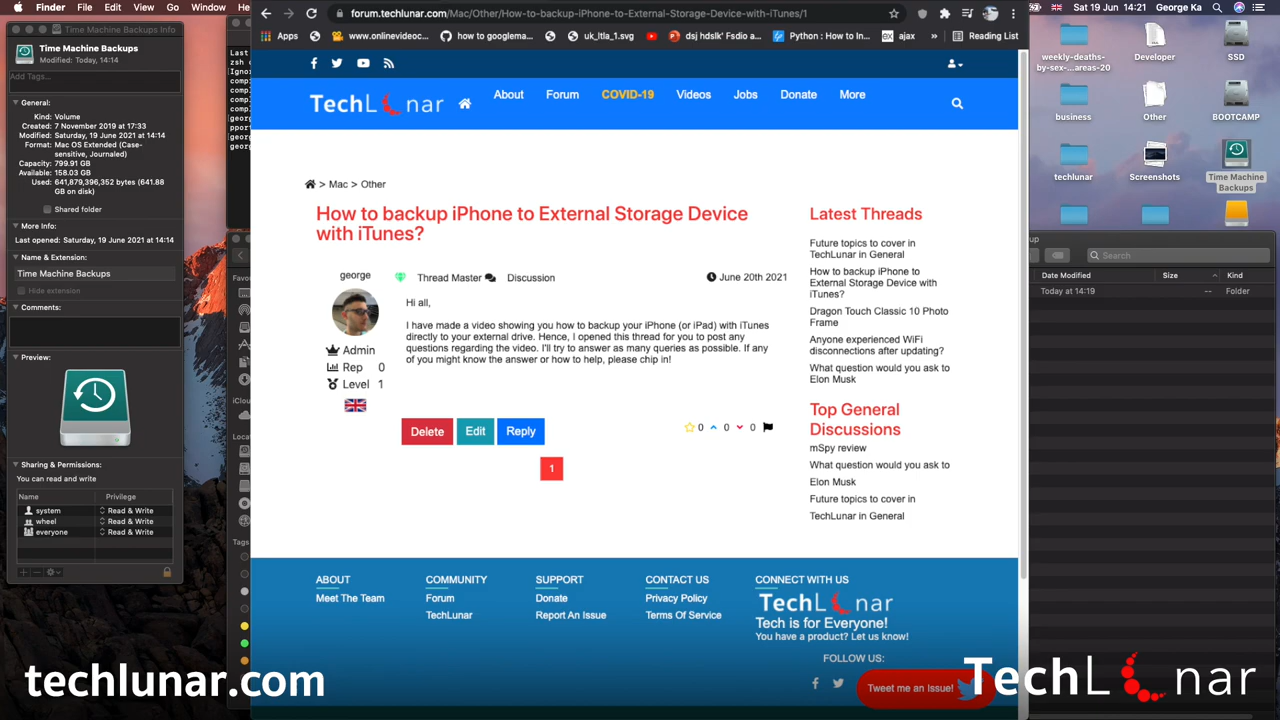 George Ka
Time Machine Backups Info
Time Machine Backups
Modified: Today, 14:14
Add Tags...
General:
Kind: Volume
Created: 7 November 2019 at 17:33
Modified: Saturday, 19 June 2021 at 14:14
Format: Mac OS Extended (Case-
sensitive, Journaled)
Capacity: 799.91 GB
Available: 158.03 GB
Used: 641,879,396,352 bytes (641.88
GB on disk)
Shared folder
More Info:
Last opened: Saturday, 19 June 2021 at 14:14
Name & Extension:
Time Machine Backups
Hide extension
Comments:
Preview:
Sharing & Permissions:
You can read and write
Name Privilege
system Read & Write
wheel Read & Write
everyone Read & Write
forum.techlunar.com/Mac/Other/How-to-backup-iPhone-to-External-Storage-Device-with-iTunes/1
Apps
www.onlinevideoc...
how to googlema...
uk_itla_1.svg
psj hdslk' Fsdio a...
Python : How to In...
ajax
»
Reading List
TechLunar
About Forum COVID-19 Videos Jobs Donate More
> Mac > Other
How to backup iPhone to External Storage Device
with iTunes?
george
Thread Master
Discussion
June 20th 2021
Hi all,
I have made a video showing you how to backup your iPhone (or iPad) with iTunes
directly to your external drive. Hence, I opened this thread for you to post any
questions regarding the video. I'll try to answer as many queries as possible. If any
of you might know the answer or how to help, please chip in!
Admin
Rep 0
Level 1
Delete Edit Reply
0 0 0
1
Latest Threads
Future topics to cover in
TechLunar in General
How to backup iPhone to
External Storage Device with
iTunes?
Dragon Touch Classic 10 Photo
Frame
Anyone experienced WiFi
disconnections after updating?
What question would you ask to
Elon Musk
Top General
Discussions
mSpy review
What question would you ask to
Elon Musk
Future topics to cover in
TechLunar in General
ABOUT
Meet The Team
COMMUNITY
Forum
TechLunar
SUPPORT
Donate
Report An Issue
CONTACT US
Privacy Policy
Terms Of Service
CONNECT WITH US
TechLunar
Tech is for Everyone!
You have a product? Let us know!
FOLLOW US:
Tweet me an Issue!
weekly-deaths-
by-sex-areas-20
Developer
SSD
business
Other
BOOTCAMP
techlunar
Screenshots
Time Machine
Backups
Search
Date Modified Size Kind
Today at 14:19 -- Folder
techlunar.com
TechLunar